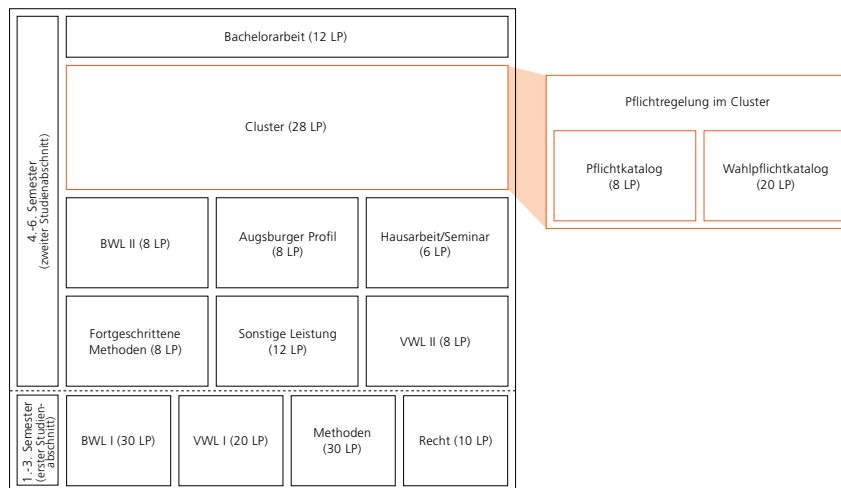 Bachelorarbeit (12 LP)
Cluster (28 LP)
Pflichtregelung im Cluster
Pflichtkatalog
(8 LP)
Wahlpflichtkatalog
(20 LP)
4.-6. Semester
(zweiter Studienabschnitt)
BWL II (8 LP)
Augsburger Profil
(8 LP)
Hausarbeit/Seminar
(6 LP)
Fortgeschrittene
Methoden (8 LP)
Sonstige Leistung
(12 LP)
VWL II (8 LP)
1.-3. Semester
(erster Studien-
abschnitt)
BWL I (30 LP)
VWL I (20 LP)
Methoden
(30 LP)
Recht (10 LP)